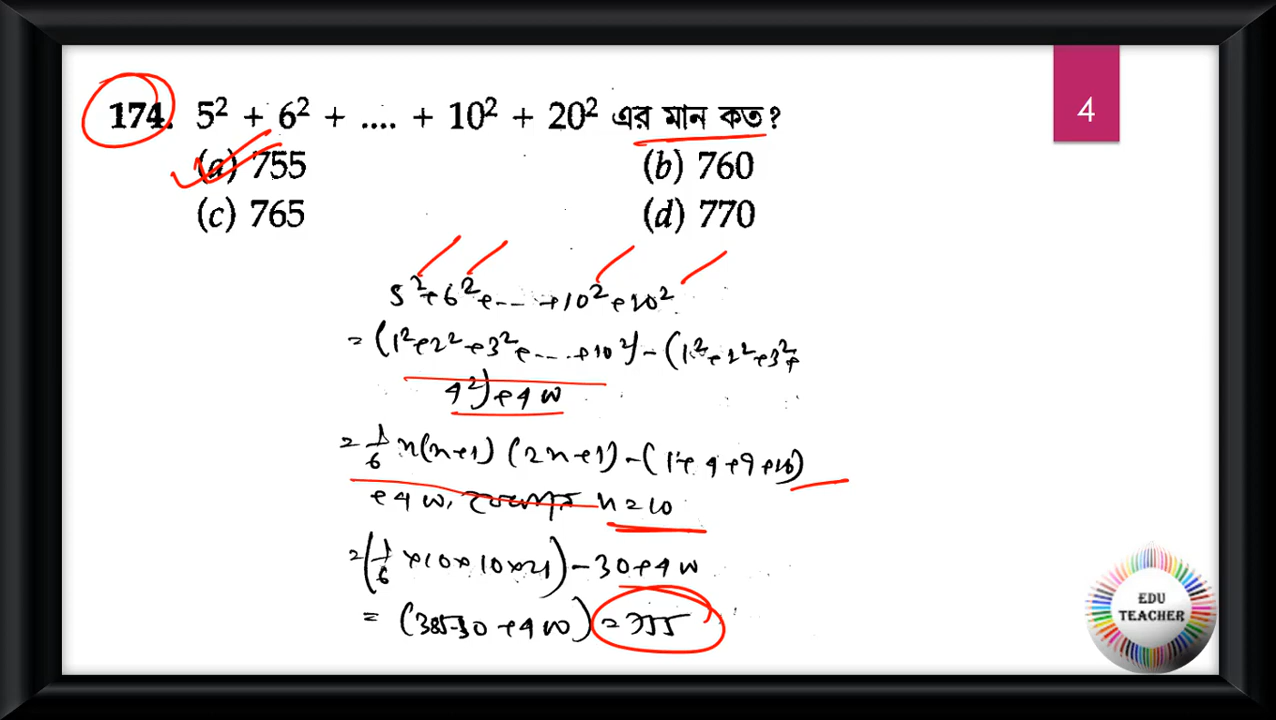 4
174. 5² + 6² + .... + 10² + 20² এর মান কত?
(a) 755 (b) 760
(c) 765 (d) 770
5²+6²+....+10²+20²
= (1²+2²+3²+....+10²) - (1²+2²+3²+
4²)+400
= 1/6 n(n+1) (2n+1) - (1+4+9+16)
+400, n=10
= (1/6 ×10×10×21) - 30+400
= (385-30+400) = 755
EDU
TEACHER